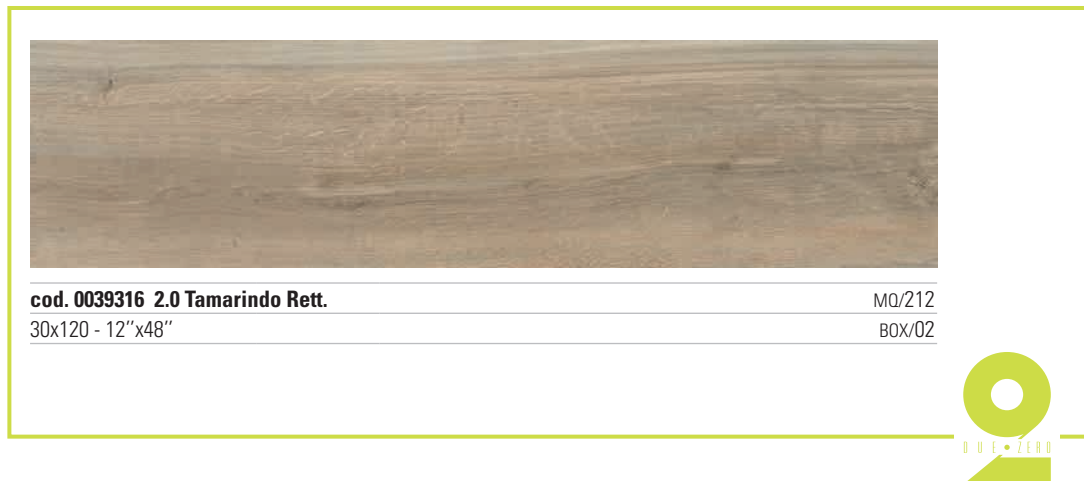 cod. 0039316 2.0 Tamarindo Rett.
MQ/212
30x120 - 12’’x48’’
BOX/02
DUE•ZERO